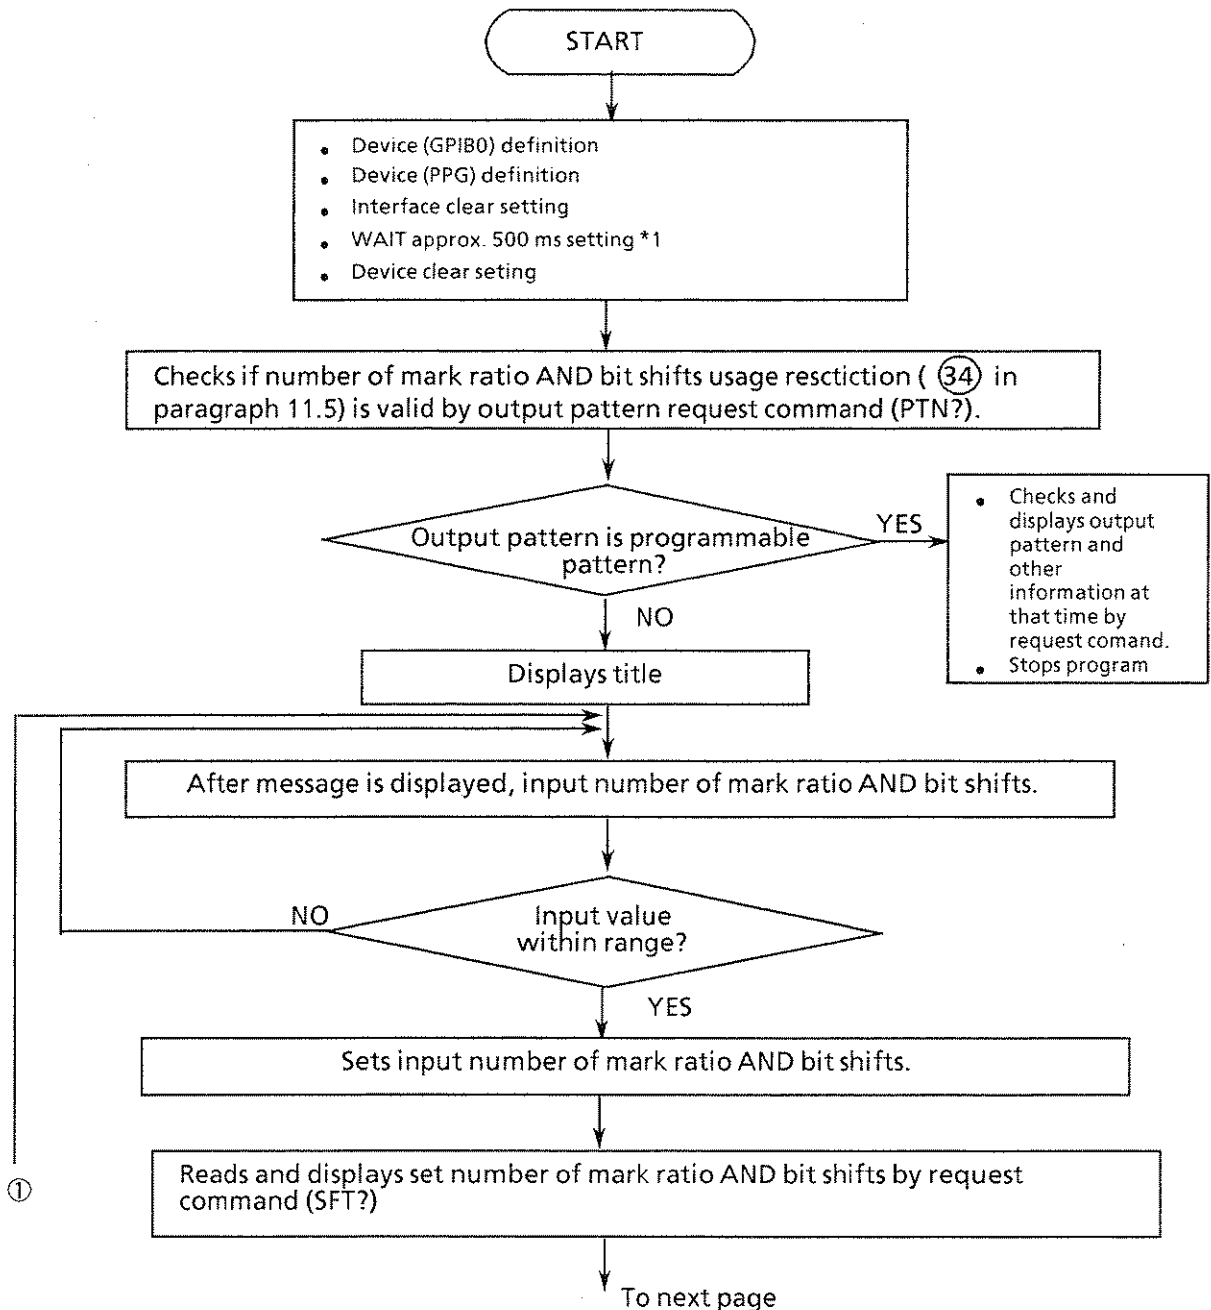 START
• Device (GPIB0) definition
• Device (PPG) definition
• Interface clear setting
• WAIT approx. 500 ms setting *1
• Device clear seting
Checks if number of mark ratio AND bit shifts usage resctiction ( ㉞ in
paragraph 11.5) is valid by output pattern request command (PTN?).
Output pattern is programmable
pattern?
YES
• Checks and
displays output
pattern and
other
information at
that time by
request comand.
• Stops program
NO
Displays title
After message is displayed, input number of mark ratio AND bit shifts.
NO
Input value
within range?
YES
Sets input number of mark ratio AND bit shifts.
Reads and displays set number of mark ratio AND bit shifts by request
command (SFT?)
①
To next page